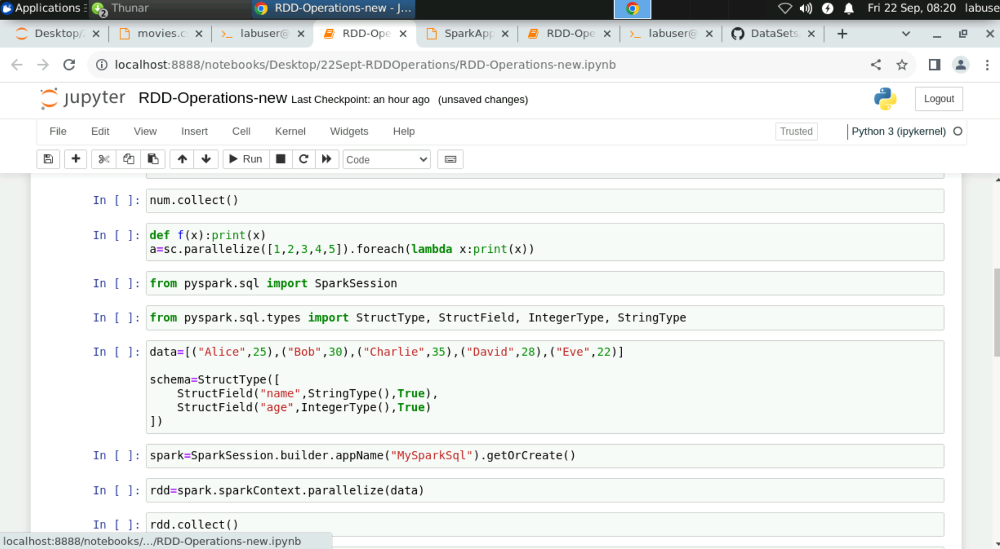 Applications
2
Thunar
RDD-Operations-new - J...
Fri 22 Sep, 08:20
labuse
Desktop/
movies.c
labuser@
RDD-Ope
SparkApp
RDD-Ope
labuser@
DataSets
localhost:8888/notebooks/Desktop/22Sept-RDDOperations/RDD-Operations-new.ipynb
jupyter RDD-Operations-new Last Checkpoint: an hour ago (unsaved changes)
Logout
File Edit View Insert Cell Kernel Widgets Help
Trusted
Python 3 (ipykernel)
Run
Code
In [ ]: num.collect()
In [ ]: def f(x):print(x)
a=sc.parallelize([1,2,3,4,5]).foreach(lambda x:print(x))
In [ ]: from pyspark.sql import SparkSession
In [ ]: from pyspark.sql.types import StructType, StructField, IntegerType, StringType
In [ ]: data=[("Alice",25),("Bob",30),("Charlie",35),("David",28),("Eve",22)]
schema=StructType([
StructField("name",StringType(),True),
StructField("age",IntegerType(),True)
])
In [ ]: spark=SparkSession.builder.appName("MySparkSql").getOrCreate()
In [ ]: rdd=spark.sparkContext.parallelize(data)
In [ ]: rdd.collect()
localhost:8888/notebooks/.../RDD-Operations-new.ipynb